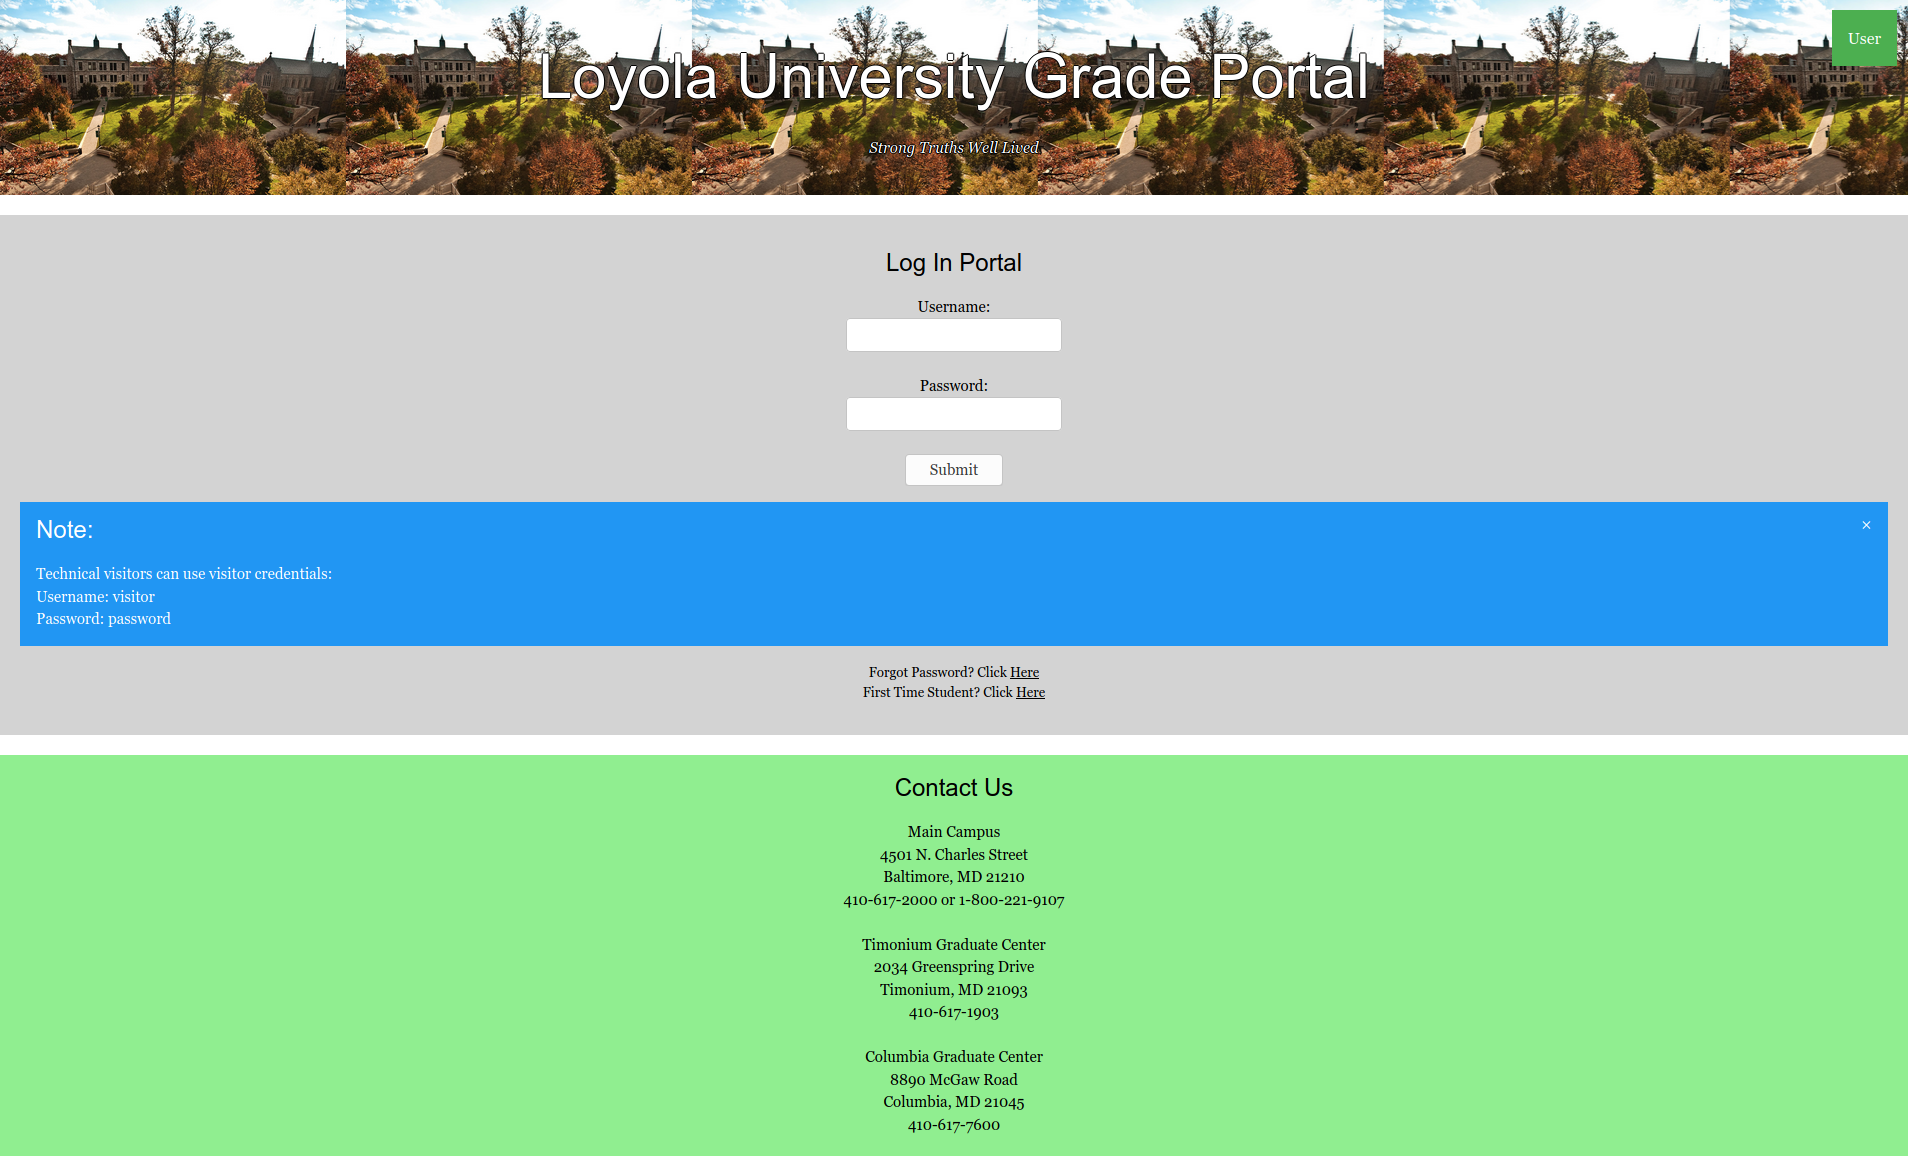 User
Loyola University Grade Portal
Strong Truths Well Lived
Log In Portal
Username:
Password:
Submit
Note:
×
Technical visitors can use visitor credentials:
Username: visitor
Password: password
Forgot Password? Click Here
First Time Student? Click Here
Contact Us
Main Campus
4501 N. Charles Street
Baltimore, MD 21210
410-617-2000 or 1-800-221-9107
Timonium Graduate Center
2034 Greenspring Drive
Timonium, MD 21093
410-617-1903
Columbia Graduate Center
8890 McGaw Road
Columbia, MD 21045
410-617-7600